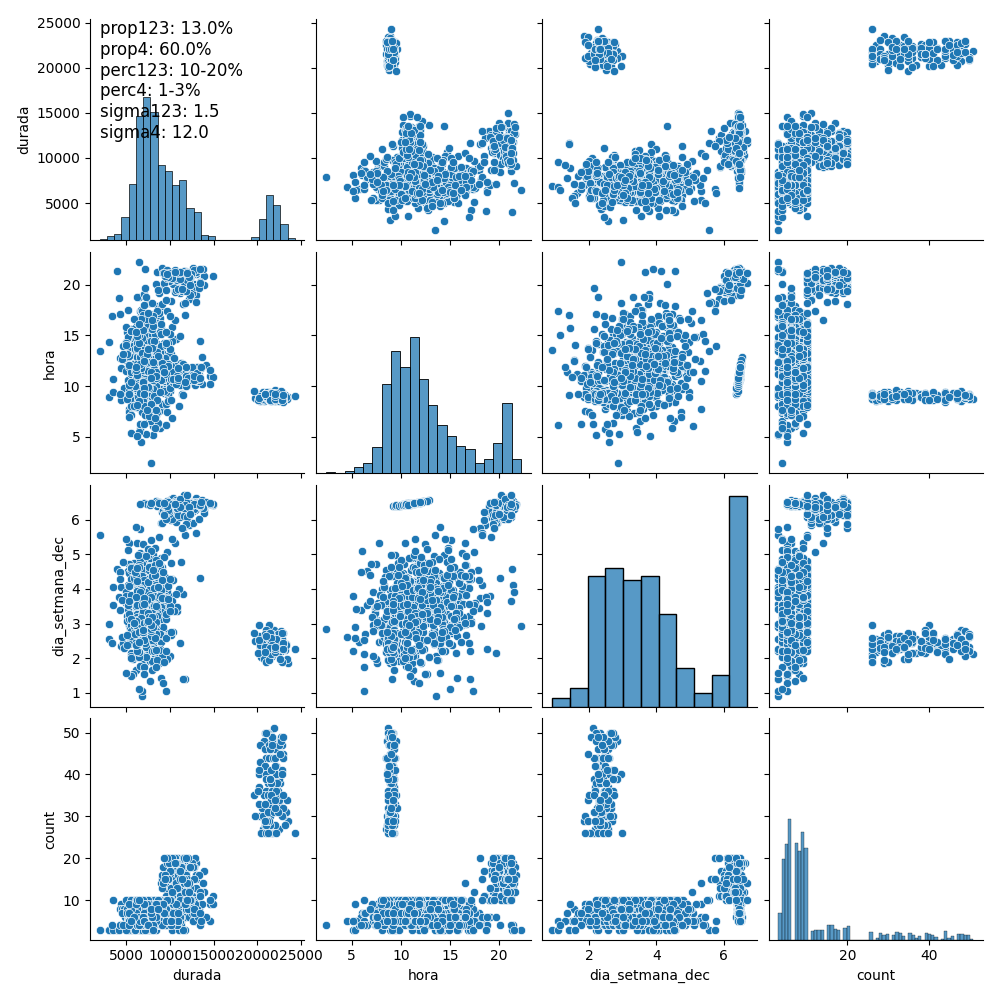 prop123: 13.0%
prop4: 60.0%
perc123: 10-20%
perc4: 1-3%
sigma123: 1.5
sigma4: 12.0
25000
20000
15000
10000
5000
durada
20
15
10
5
hora
6
5
4
3
2
1
dia_setmana_dec
50
40
30
20
10
count
5000 10000 15000 20000 25000
durada
5 10 15 20
hora
2 4 6
dia_setmana_dec
20 40
count